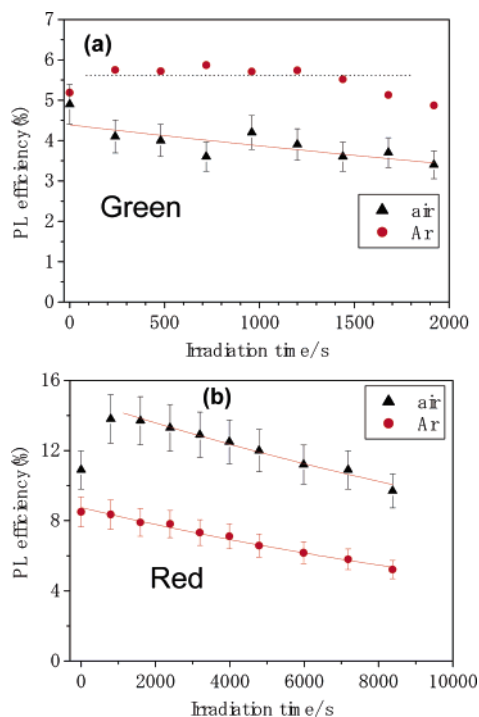 (a)
7
6
5
4
3
2
1
0
PL efficiency(%)
Green
air
Ar
0 500 1000 1500 2000
Irradiation time/s
(b)
16
12
8
4
0
PL efficiency(%)
Red
air
Ar
0 2000 4000 6000 8000 10000
Irradiation time/s